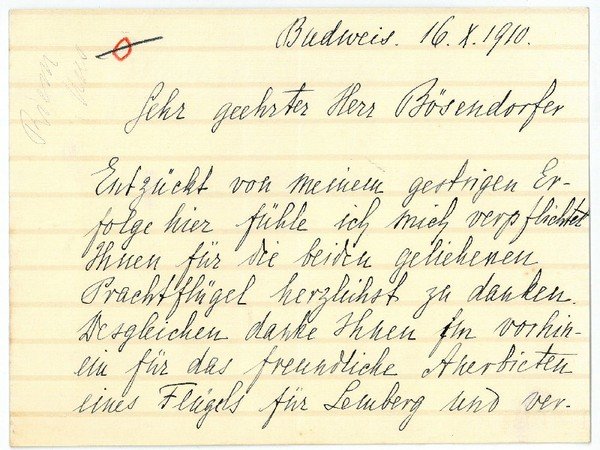 Budweis. 16. X. 1910.
Sehr geehrter Herr Bösendorfer
Entzückt von meinem gestrigen Er-
folge hier fühle ich mich verpflichtet
Ihnen für die beiden geliehenen
Prachtflügel herzlichst zu danken.
Desgleichen danke Ihnen im vorhin-
ein für das freundliche Anerbieten
eines Flügels für Lemberg und ver-